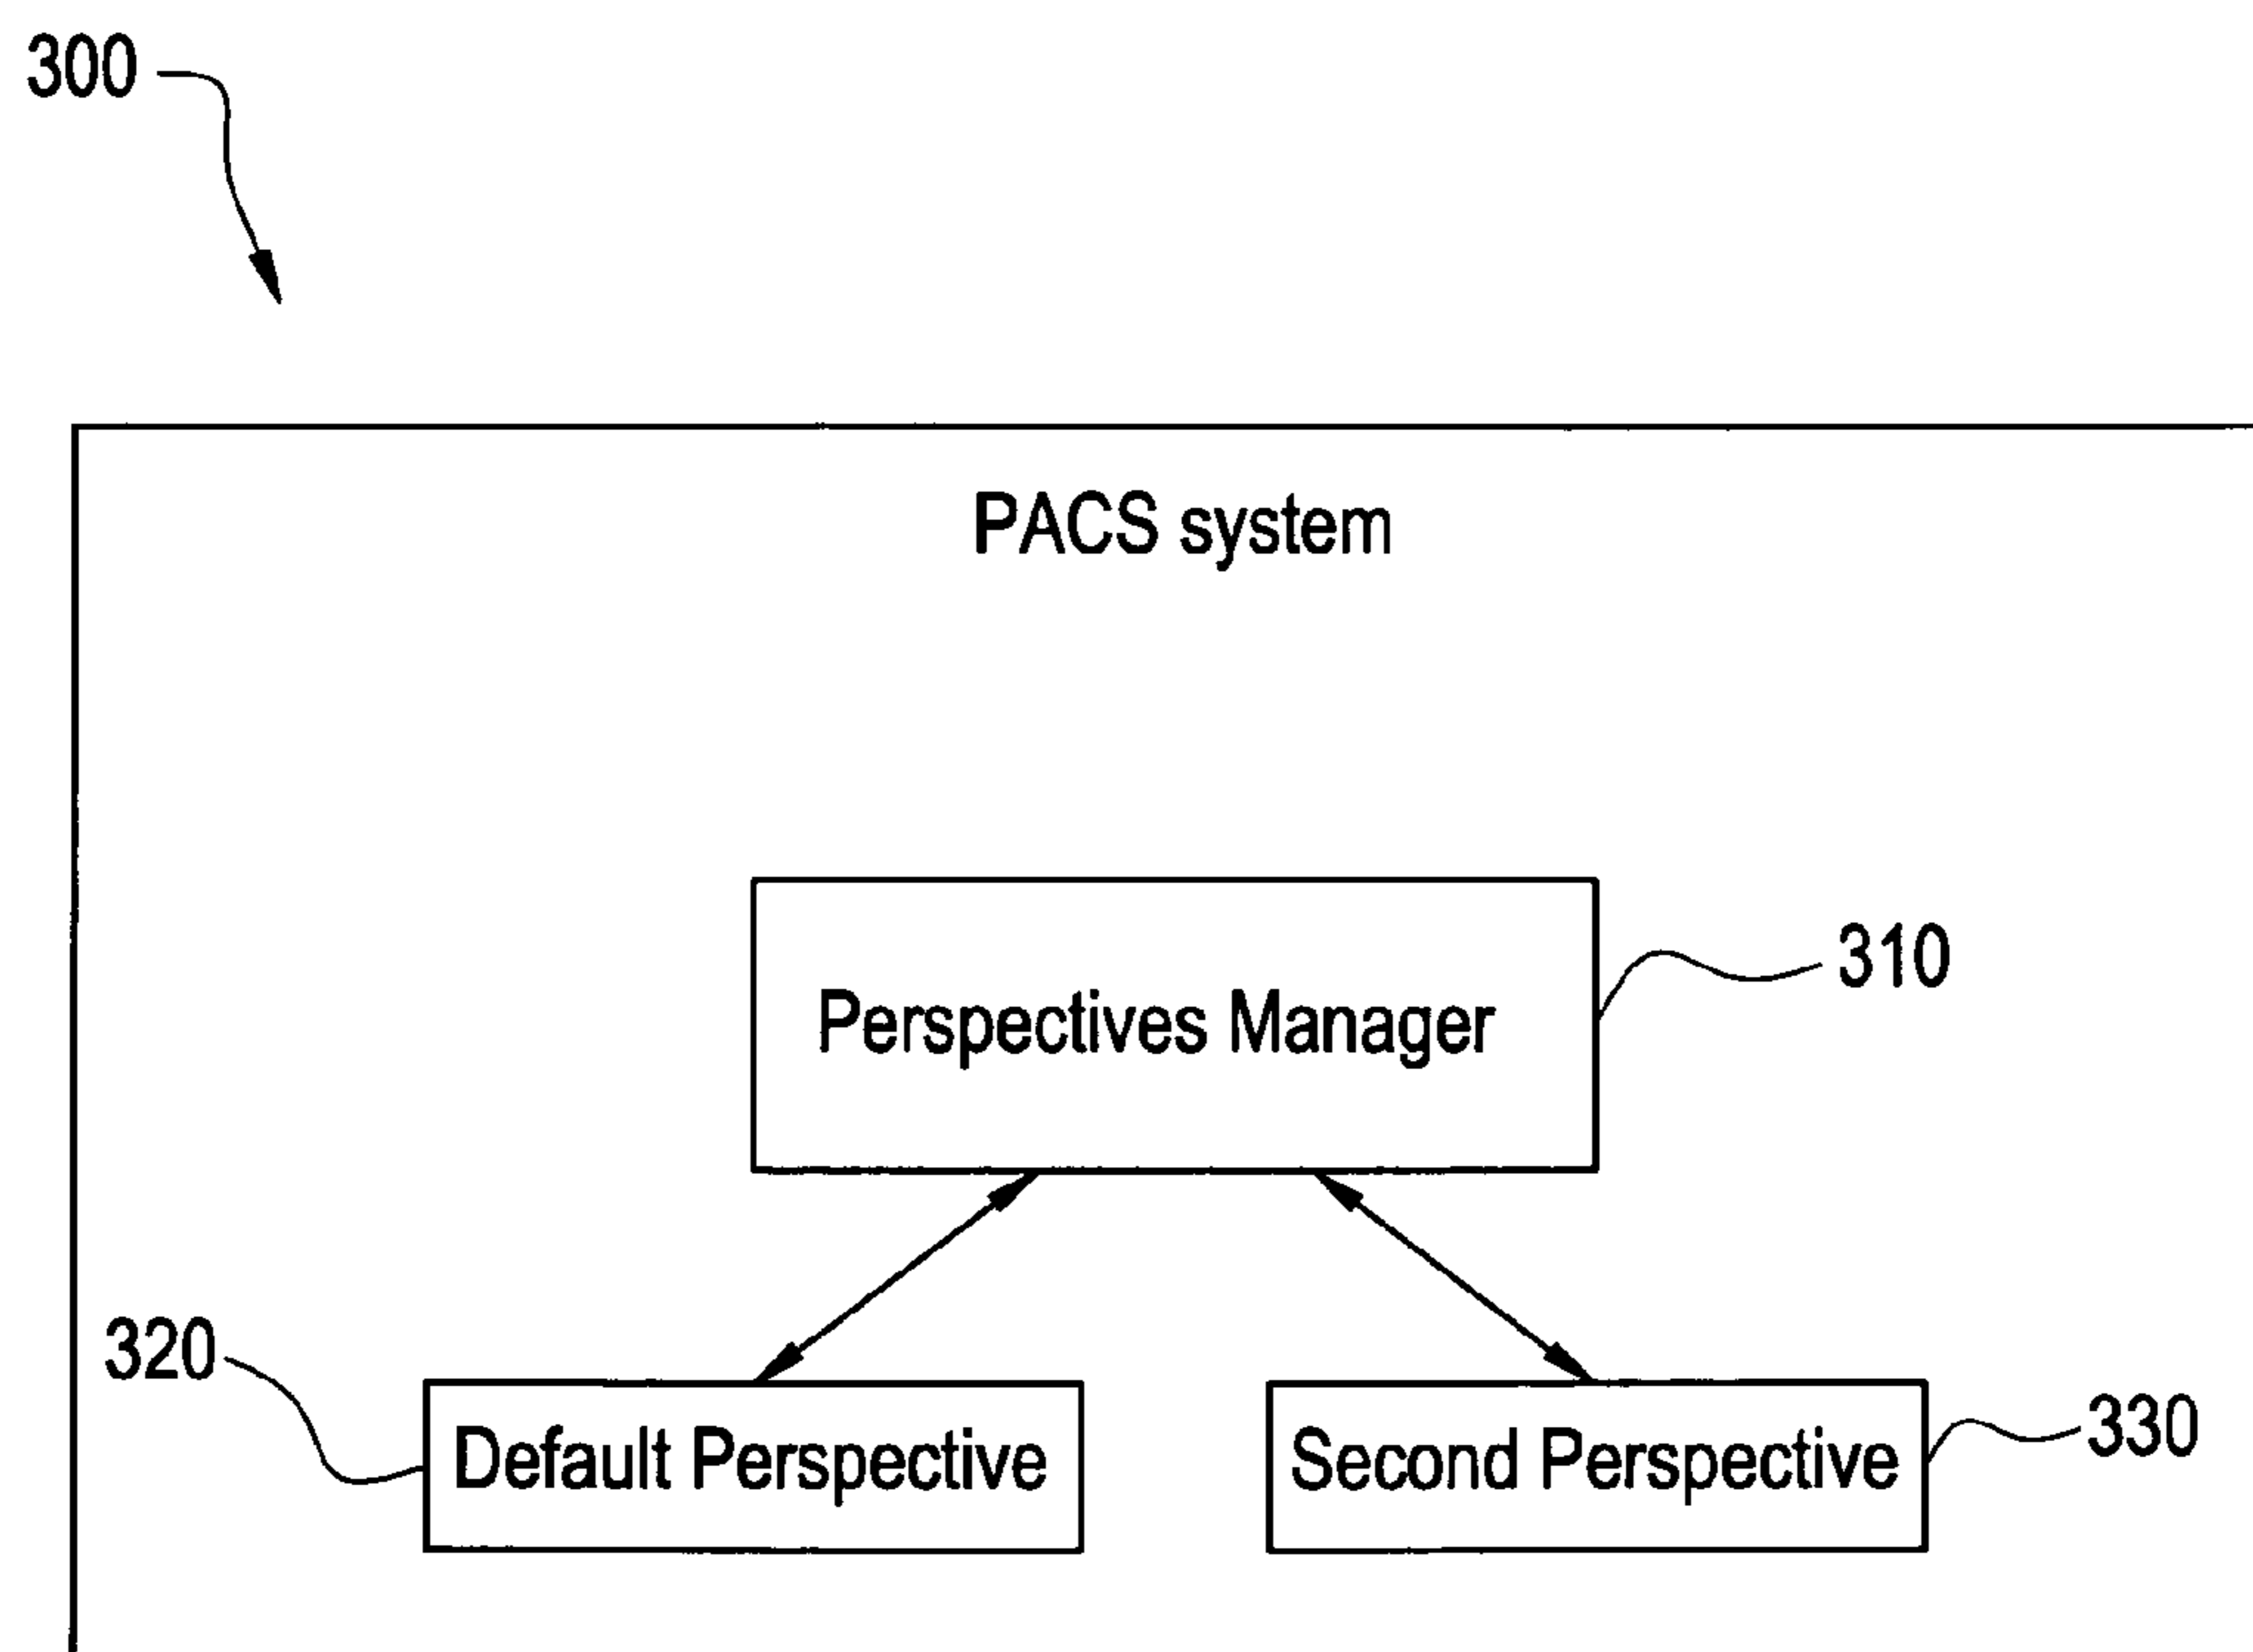 300
PACS system
310
Perspectives Manager
320
330
Default Perspective
Second Perspective